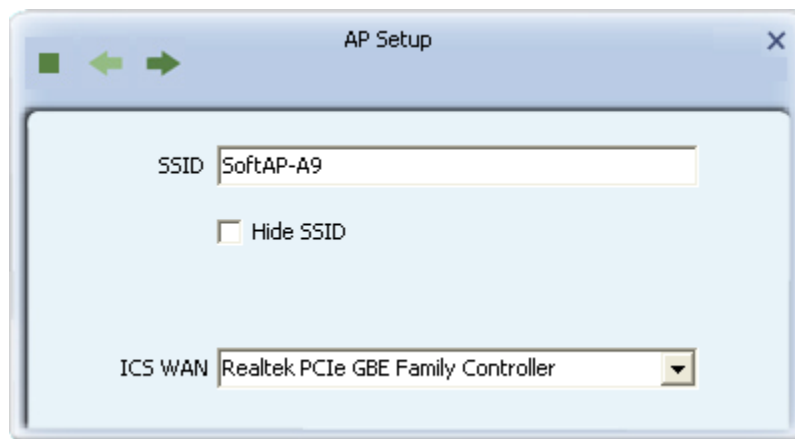 AP Setup
SSID SoftAP-A9
Hide SSID
ICS WAN Realtek PCIe GBE Family Controller